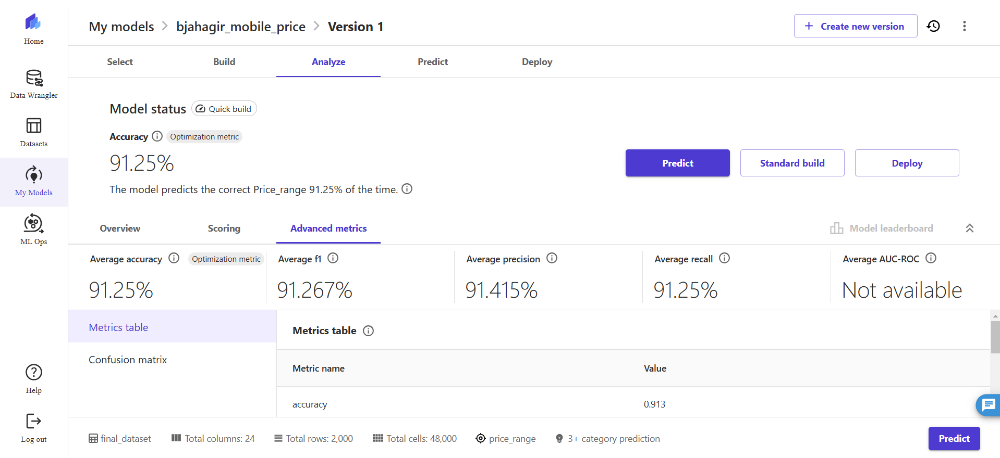 Home
Data Wrangler
Datasets
My Models
ML Ops
Help
Log out
My models > bjahagir_mobile_price > Version 1
+ Create new version
Select Build Analyze Predict Deploy
Model status Quick build
Accuracy Optimization metric
91.25%
Predict Standard build Deploy
The model predicts the correct Price_range 91.25% of the time.
Overview Scoring Advanced metrics Model leaderboard
Average accuracy Optimization metric Average f1 Average precision Average recall Average AUC-ROC
91.25% 91.267% 91.415% 91.25% Not available
Metrics table
Confusion matrix
Metrics table
Metric name Value
accuracy 0.913
final_dataset Total columns: 24 Total rows: 2,000 Total cells: 48,000 price_range 3+ category prediction Predict